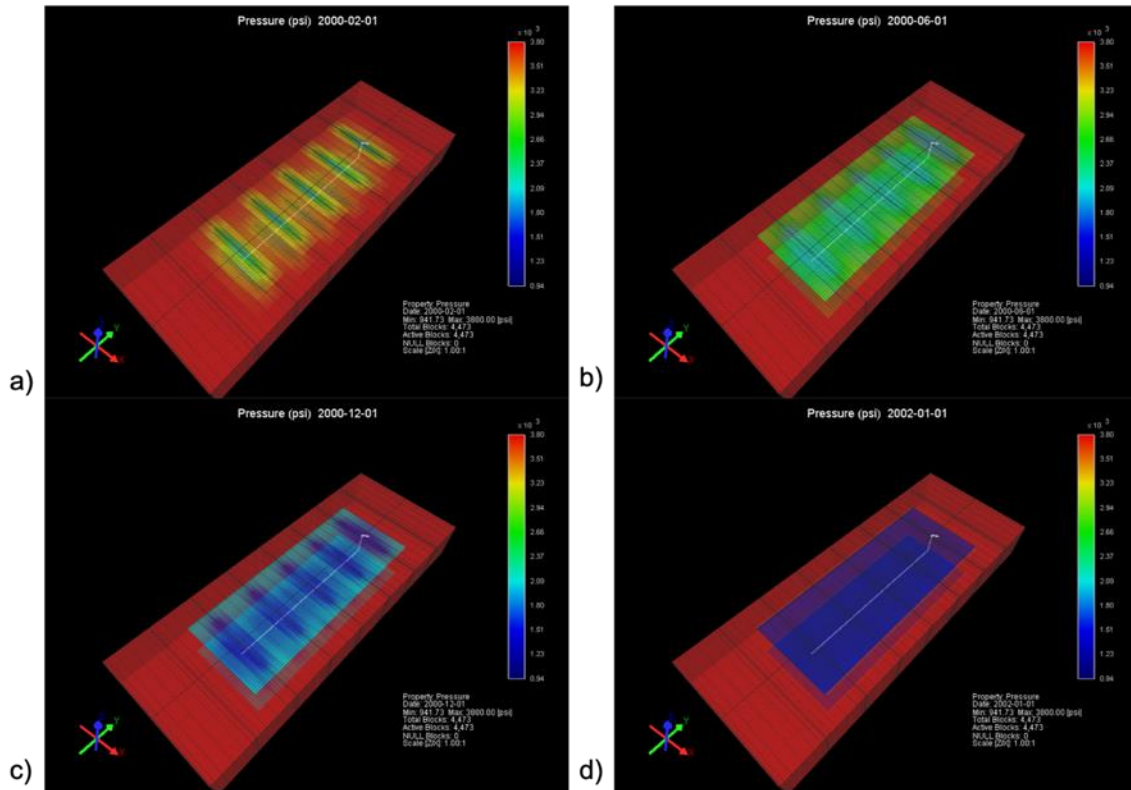 Pressure (psi) 2000-02-01
x 10 3
3.80
3.51
3.23
2.94
2.66
2.37
2.09
1.80
1.51
1.23
0.94
Property: Pressure
Date: 2000-02-01
Min: 941.73 Max: 3800.00 [psi]
Total Blocks: 4,473
Active Blocks: 4,473
NULL Blocks: 0
Scale [Z/X]: 1.00:1
Y
X
a)
Pressure (psi) 2000-06-01
x 10 3
3.80
3.51
3.23
2.94
2.66
2.37
2.09
1.80
1.51
1.23
0.94
Property: Pressure
Date: 2000-06-01
Min: 941.73 Max: 3800.00 [psi]
Total Blocks: 4,473
Active Blocks: 4,473
NULL Blocks: 0
Scale [Z/X]: 1.00:1
Y
X
b)
Pressure (psi) 2000-12-01
x 10 3
3.80
3.51
3.23
2.94
2.66
2.37
2.09
1.80
1.51
1.23
0.94
Property: Pressure
Date: 2000-12-01
Min: 941.73 Max: 3800.00 [psi]
Total Blocks: 4,473
Active Blocks: 4,473
NULL Blocks: 0
Scale [Z/X]: 1.00:1
Y
X
c)
Pressure (psi) 2002-01-01
x 10 3
3.80
3.51
3.23
2.94
2.66
2.37
2.09
1.80
1.51
1.23
0.94
Property: Pressure
Date: 2002-01-01
Min: 941.73 Max: 3800.00 [psi]
Total Blocks: 4,473
Active Blocks: 4,473
NULL Blocks: 0
Scale [Z/X]: 1.00:1
Y
X
d)